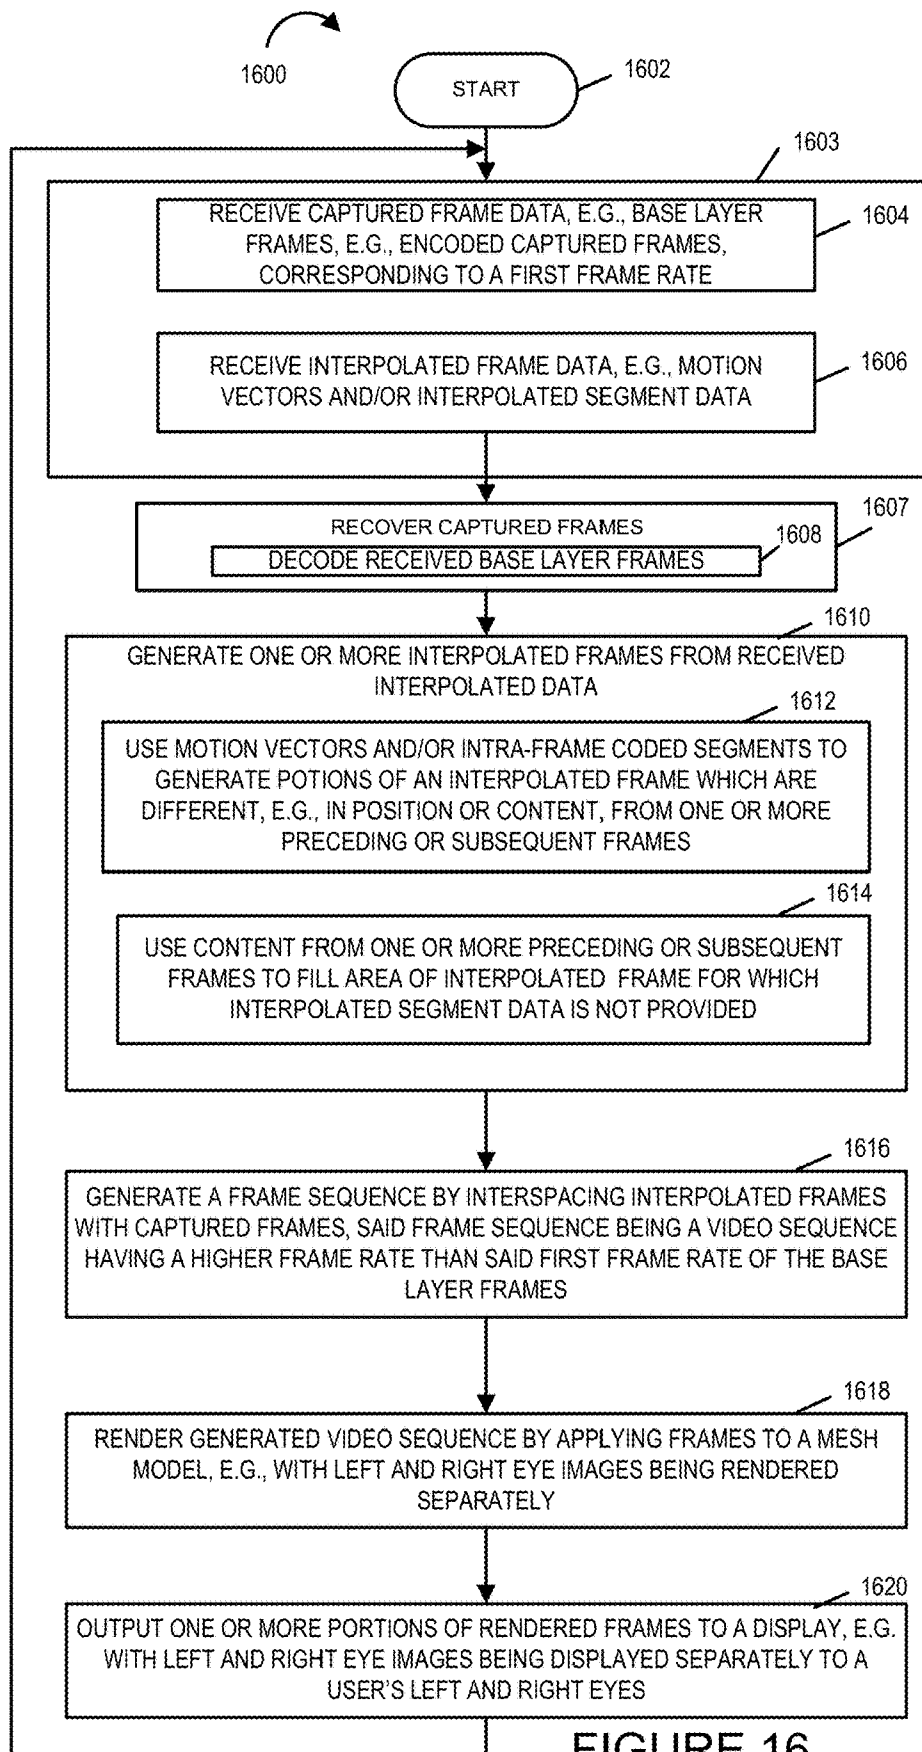 1600
START
1602
1603
RECEIVE CAPTURED FRAME DATA, E.G., BASE LAYER
FRAMES, E.G., ENCODED CAPTURED FRAMES,
CORRESPONDING TO A FIRST FRAME RATE
1604
RECEIVE INTERPOLATED FRAME DATA, E.G., MOTION
VECTORS AND/OR INTERPOLATED SEGMENT DATA
1606
1607
RECOVER CAPTURED FRAMES
1608
DECODE RECEIVED BASE LAYER FRAMES
1610
GENERATE ONE OR MORE INTERPOLATED FRAMES FROM RECEIVED
INTERPOLATED DATA
1612
USE MOTION VECTORS AND/OR INTRA-FRAME CODED SEGMENTS TO
GENERATE POTIONS OF AN INTERPOLATED FRAME WHICH ARE
DIFFERENT, E.G., IN POSITION OR CONTENT, FROM ONE OR MORE
PRECEDING OR SUBSEQUENT FRAMES
1614
USE CONTENT FROM ONE OR MORE PRECEDING OR SUBSEQUENT
FRAMES TO FILL AREA OF INTERPOLATED FRAME FOR WHICH
INTERPOLATED SEGMENT DATA IS NOT PROVIDED
1616
GENERATE A FRAME SEQUENCE BY INTERSPACING INTERPOLATED FRAMES
WITH CAPTURED FRAMES, SAID FRAME SEQUENCE BEING A VIDEO SEQUENCE
HAVING A HIGHER FRAME RATE THAN SAID FIRST FRAME RATE OF THE BASE
LAYER FRAMES
1618
RENDER GENERATED VIDEO SEQUENCE BY APPLYING FRAMES TO A MESH
MODEL, E.G., WITH LEFT AND RIGHT EYE IMAGES BEING RENDERED
SEPARATELY
1620
OUTPUT ONE OR MORE PORTIONS OF RENDERED FRAMES TO A DISPLAY, E.G.
WITH LEFT AND RIGHT EYE IMAGES BEING DISPLAYED SEPARATELY TO A
USER'S LEFT AND RIGHT EYES
FIGURE 16